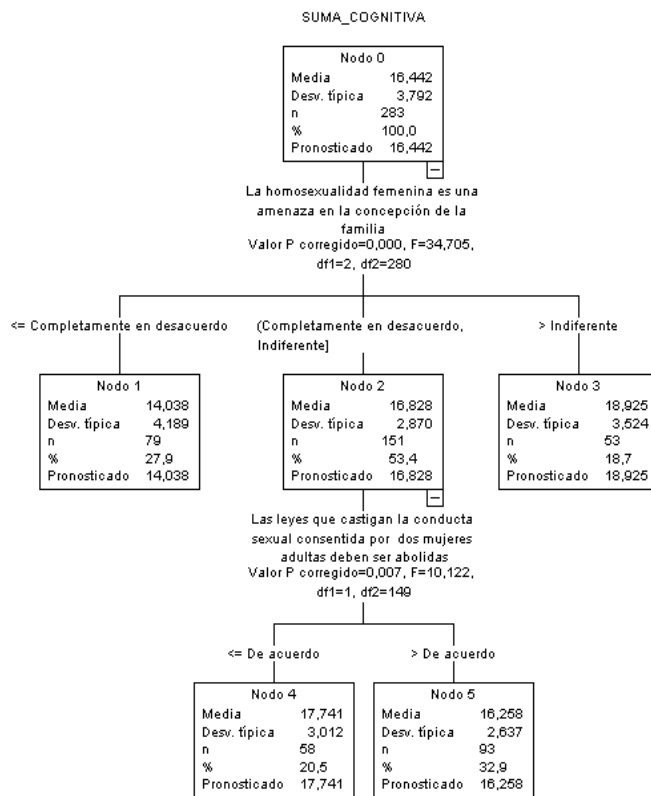 SUMA_COGNITIVA
Nodo 0
Media 16,442
Desv. típica 3,792
n 283
% 100,0
Pronosticado 16,442
La homosexualidad femenina es una
amenaza en la concepción de la
familia
Valor P corregido=0,000, F=34,705,
df1=2, df2=280
<= Completamente en desacuerdo
(Completamente en desacuerdo,
Indiferente]
> Indiferente
Nodo 1
Media 14,038
Desv. típica 4,189
n 79
% 27,9
Pronosticado 14,038
Nodo 2
Media 16,828
Desv. típica 2,870
n 151
% 53,4
Pronosticado 16,828
Nodo 3
Media 18,925
Desv. típica 3,524
n 53
% 18,7
Pronosticado 18,925
Las leyes que castigan la conducta
sexual consentida por dos mujeres
adultas deben ser abolidas
Valor P corregido=0,007, F=10,122,
df1=1, df2=149
<= De acuerdo
> De acuerdo
Nodo 4
Media 17,741
Desv. típica 3,012
n 58
% 20,5
Pronosticado 17,741
Nodo 5
Media 16,258
Desv. típica 2,637
n 93
% 32,9
Pronosticado 16,258